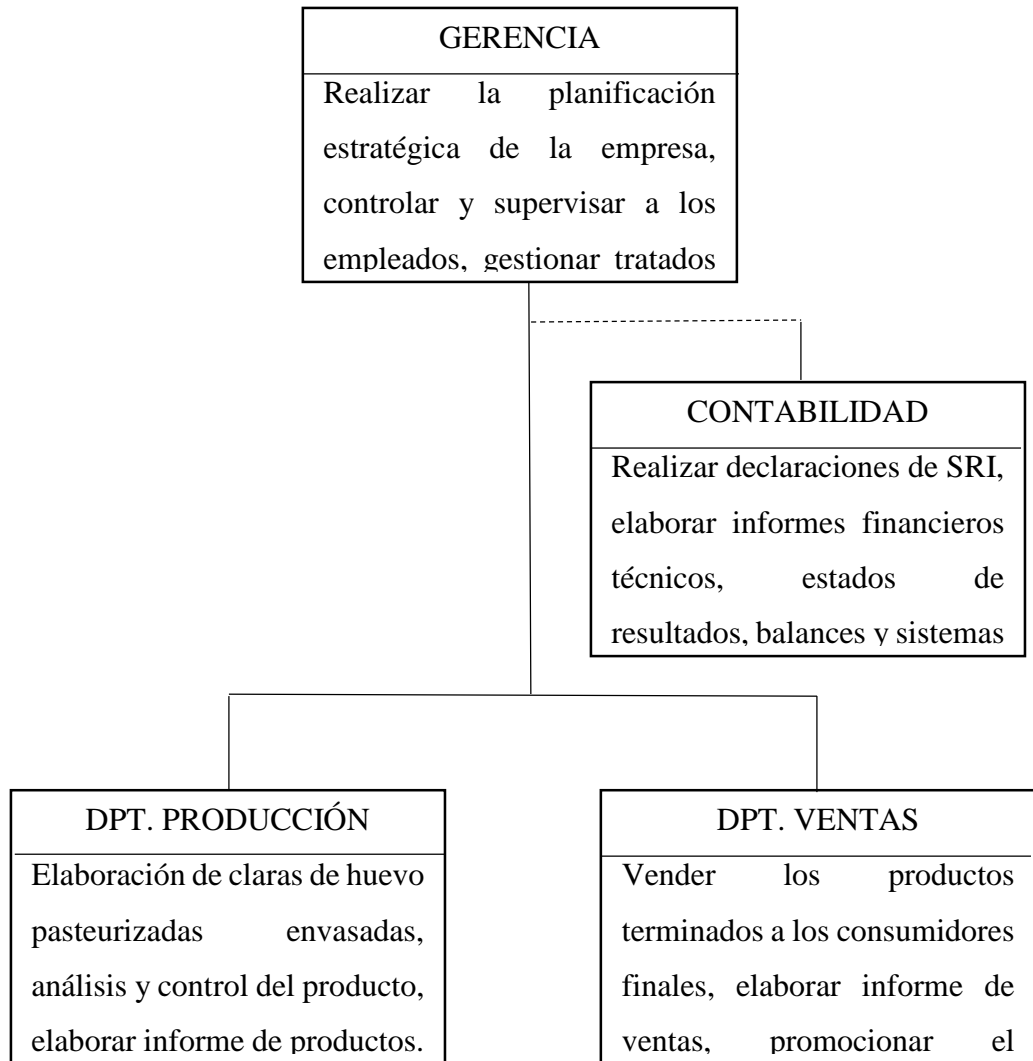 GERENCIA
Realizar la planificación
estratégica de la empresa,
controlar y supervisar a los
empleados, gestionar tratados
CONTABILIDAD
Realizar declaraciones de SRI,
elaborar informes financieros
técnicos, estados de
resultados, balances y sistemas
DPT. PRODUCCIÓN
Elaboración de claras de huevo
pasteurizadas envasadas,
análisis y control del producto,
elaborar informe de productos.
DPT. VENTAS
Vender los productos
terminados a los consumidores
finales, elaborar informe de
ventas, promocionar el